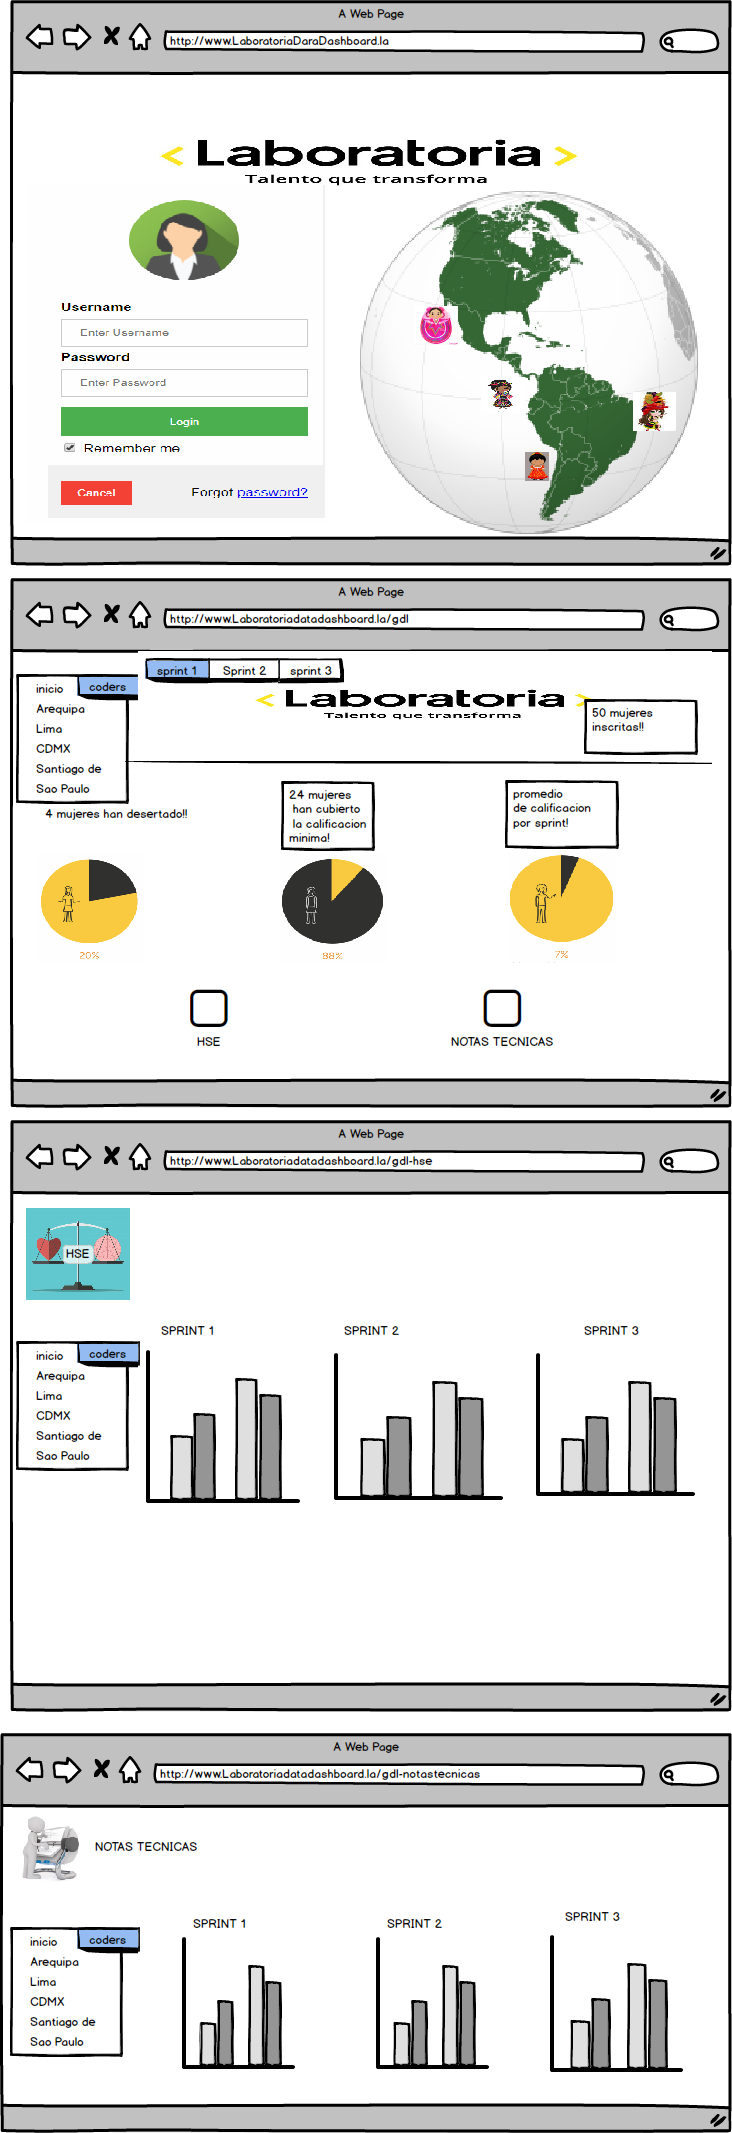 A Web Page
http://www.LaboratoriaDaraDashboard.la
< Laboratoria >
Talento que transforma
Username
Enter Username
Password
Enter Password
Login
Remember me
Cancel
Forgot password?
A Web Page
http://www.Laboratoriadatadashboard.la/gdl
sprint 1 Sprint 2 sprint 3
inicio coders
Arequipa
Lima
CDMX
Santiago de
Sao Paulo
< Laboratoria >
Talento que transforma
50 mujeres
inscritas!!
4 mujeres han desertado!!
24 mujeres
han cubierto
la calificacion
minima!
promedio
de calificacion
por sprint!
20%
88%
7%
HSE
NOTAS TECNICAS
A Web Page
http://www.Laboratoriadatadashboard.la/gdl-hse
HSE
inicio coders
Arequipa
Lima
CDMX
Santiago de
Sao Paulo
SPRINT 1
SPRINT 2
SPRINT 3
A Web Page
http://www.Laboratoriadatadashboard.la/gdl-notastecnicas
NOTAS TECNICAS
inicio coders
Arequipa
Lima
CDMX
Santiago de
Sao Paulo
SPRINT 1
SPRINT 2
SPRINT 3